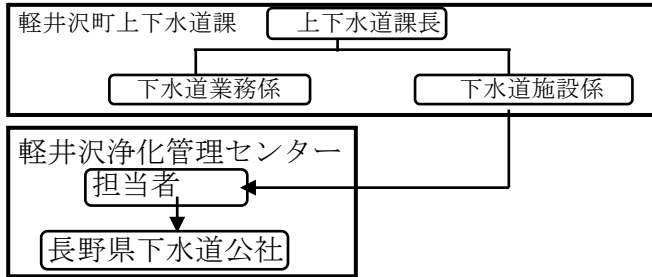 軽井沢町上下水道課 上下水道課長
下水道業務係 下水道施設係
軽井沢浄化管理センター
担当者
長野県下水道公社